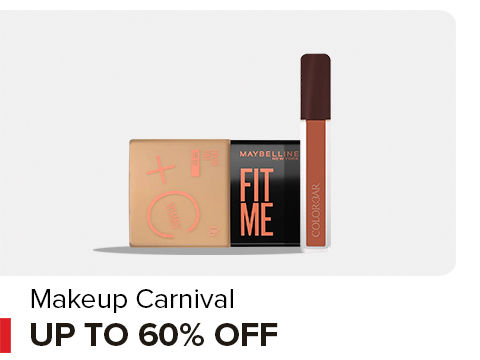 MAYBELLINE
NEW YORK
FIT
ME
COLORBAR
Makeup Carnival
UP TO 60% OFF